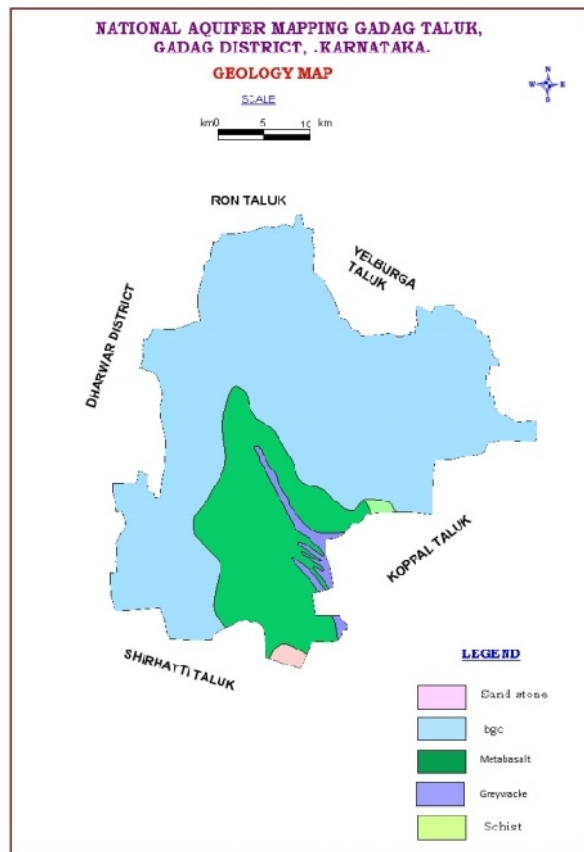 NATIONAL AQUIFER MAPPING GADAG TALUK,
GADAG DISTRICT, .KARNATAKA.
GEOLOGY MAP
SCALE
N
W E
S
km0 5 10 km
RON TALUK
YELBURGA
TALUK
DHARWAR DISTRICT
KOPPAL TALUK
SHIRHATTI TALUK
LEGEND
Sand stone
bgc
Metabasalt
Greywacke
Schist